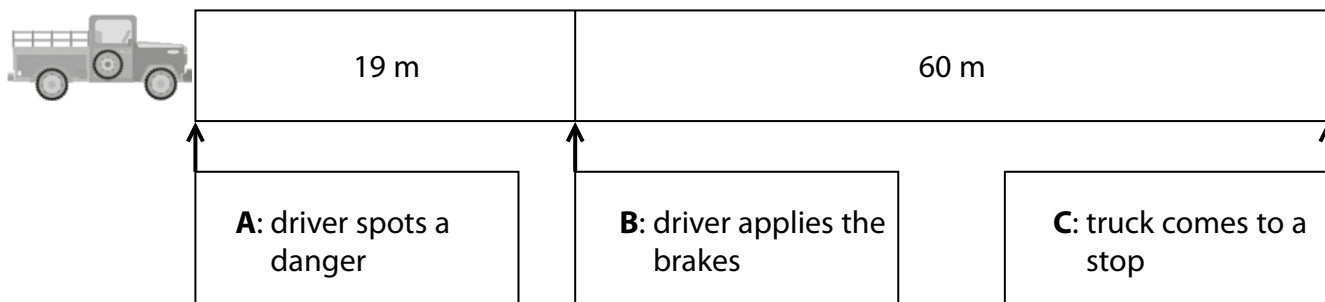 19 m
60 m
A: driver spots a
danger
B: driver applies the
brakes
C: truck comes to a
stop